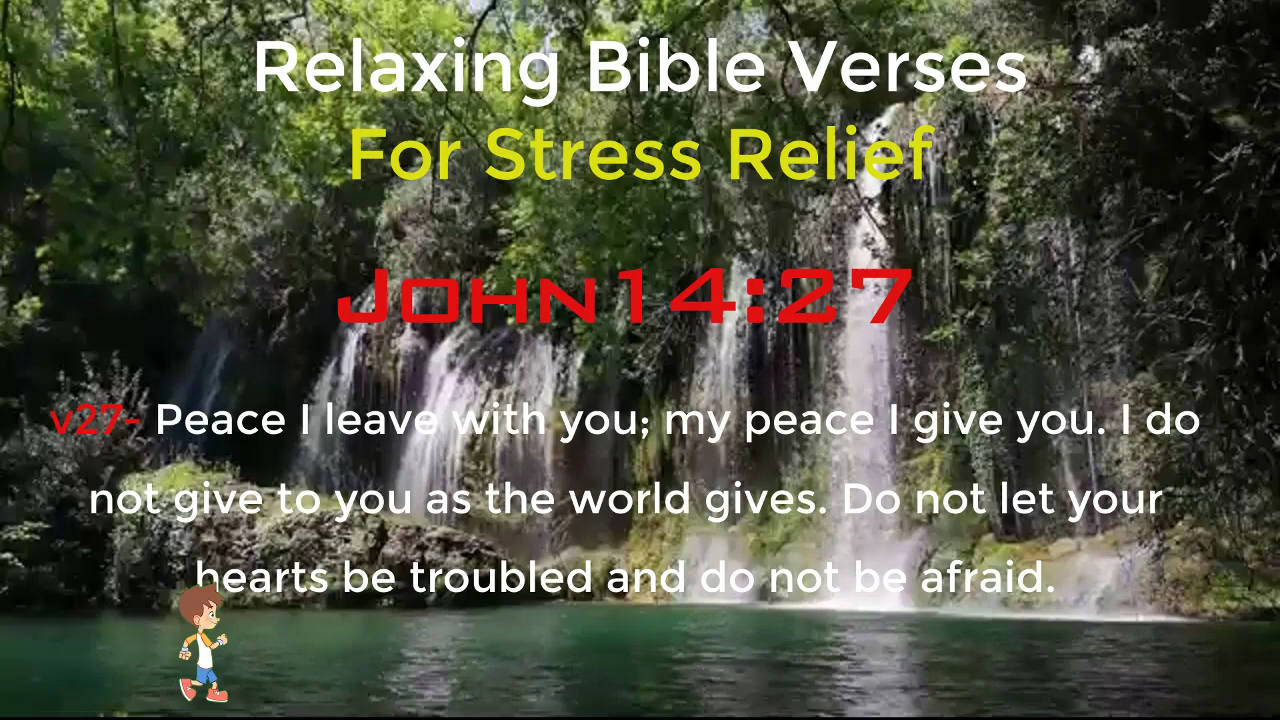 Relaxing Bible Verses
For Stress Relief
John14:27
v27- Peace I leave with you; my peace I give you. I do
not give to you as the world gives. Do not let your
hearts be troubled and do not be afraid.